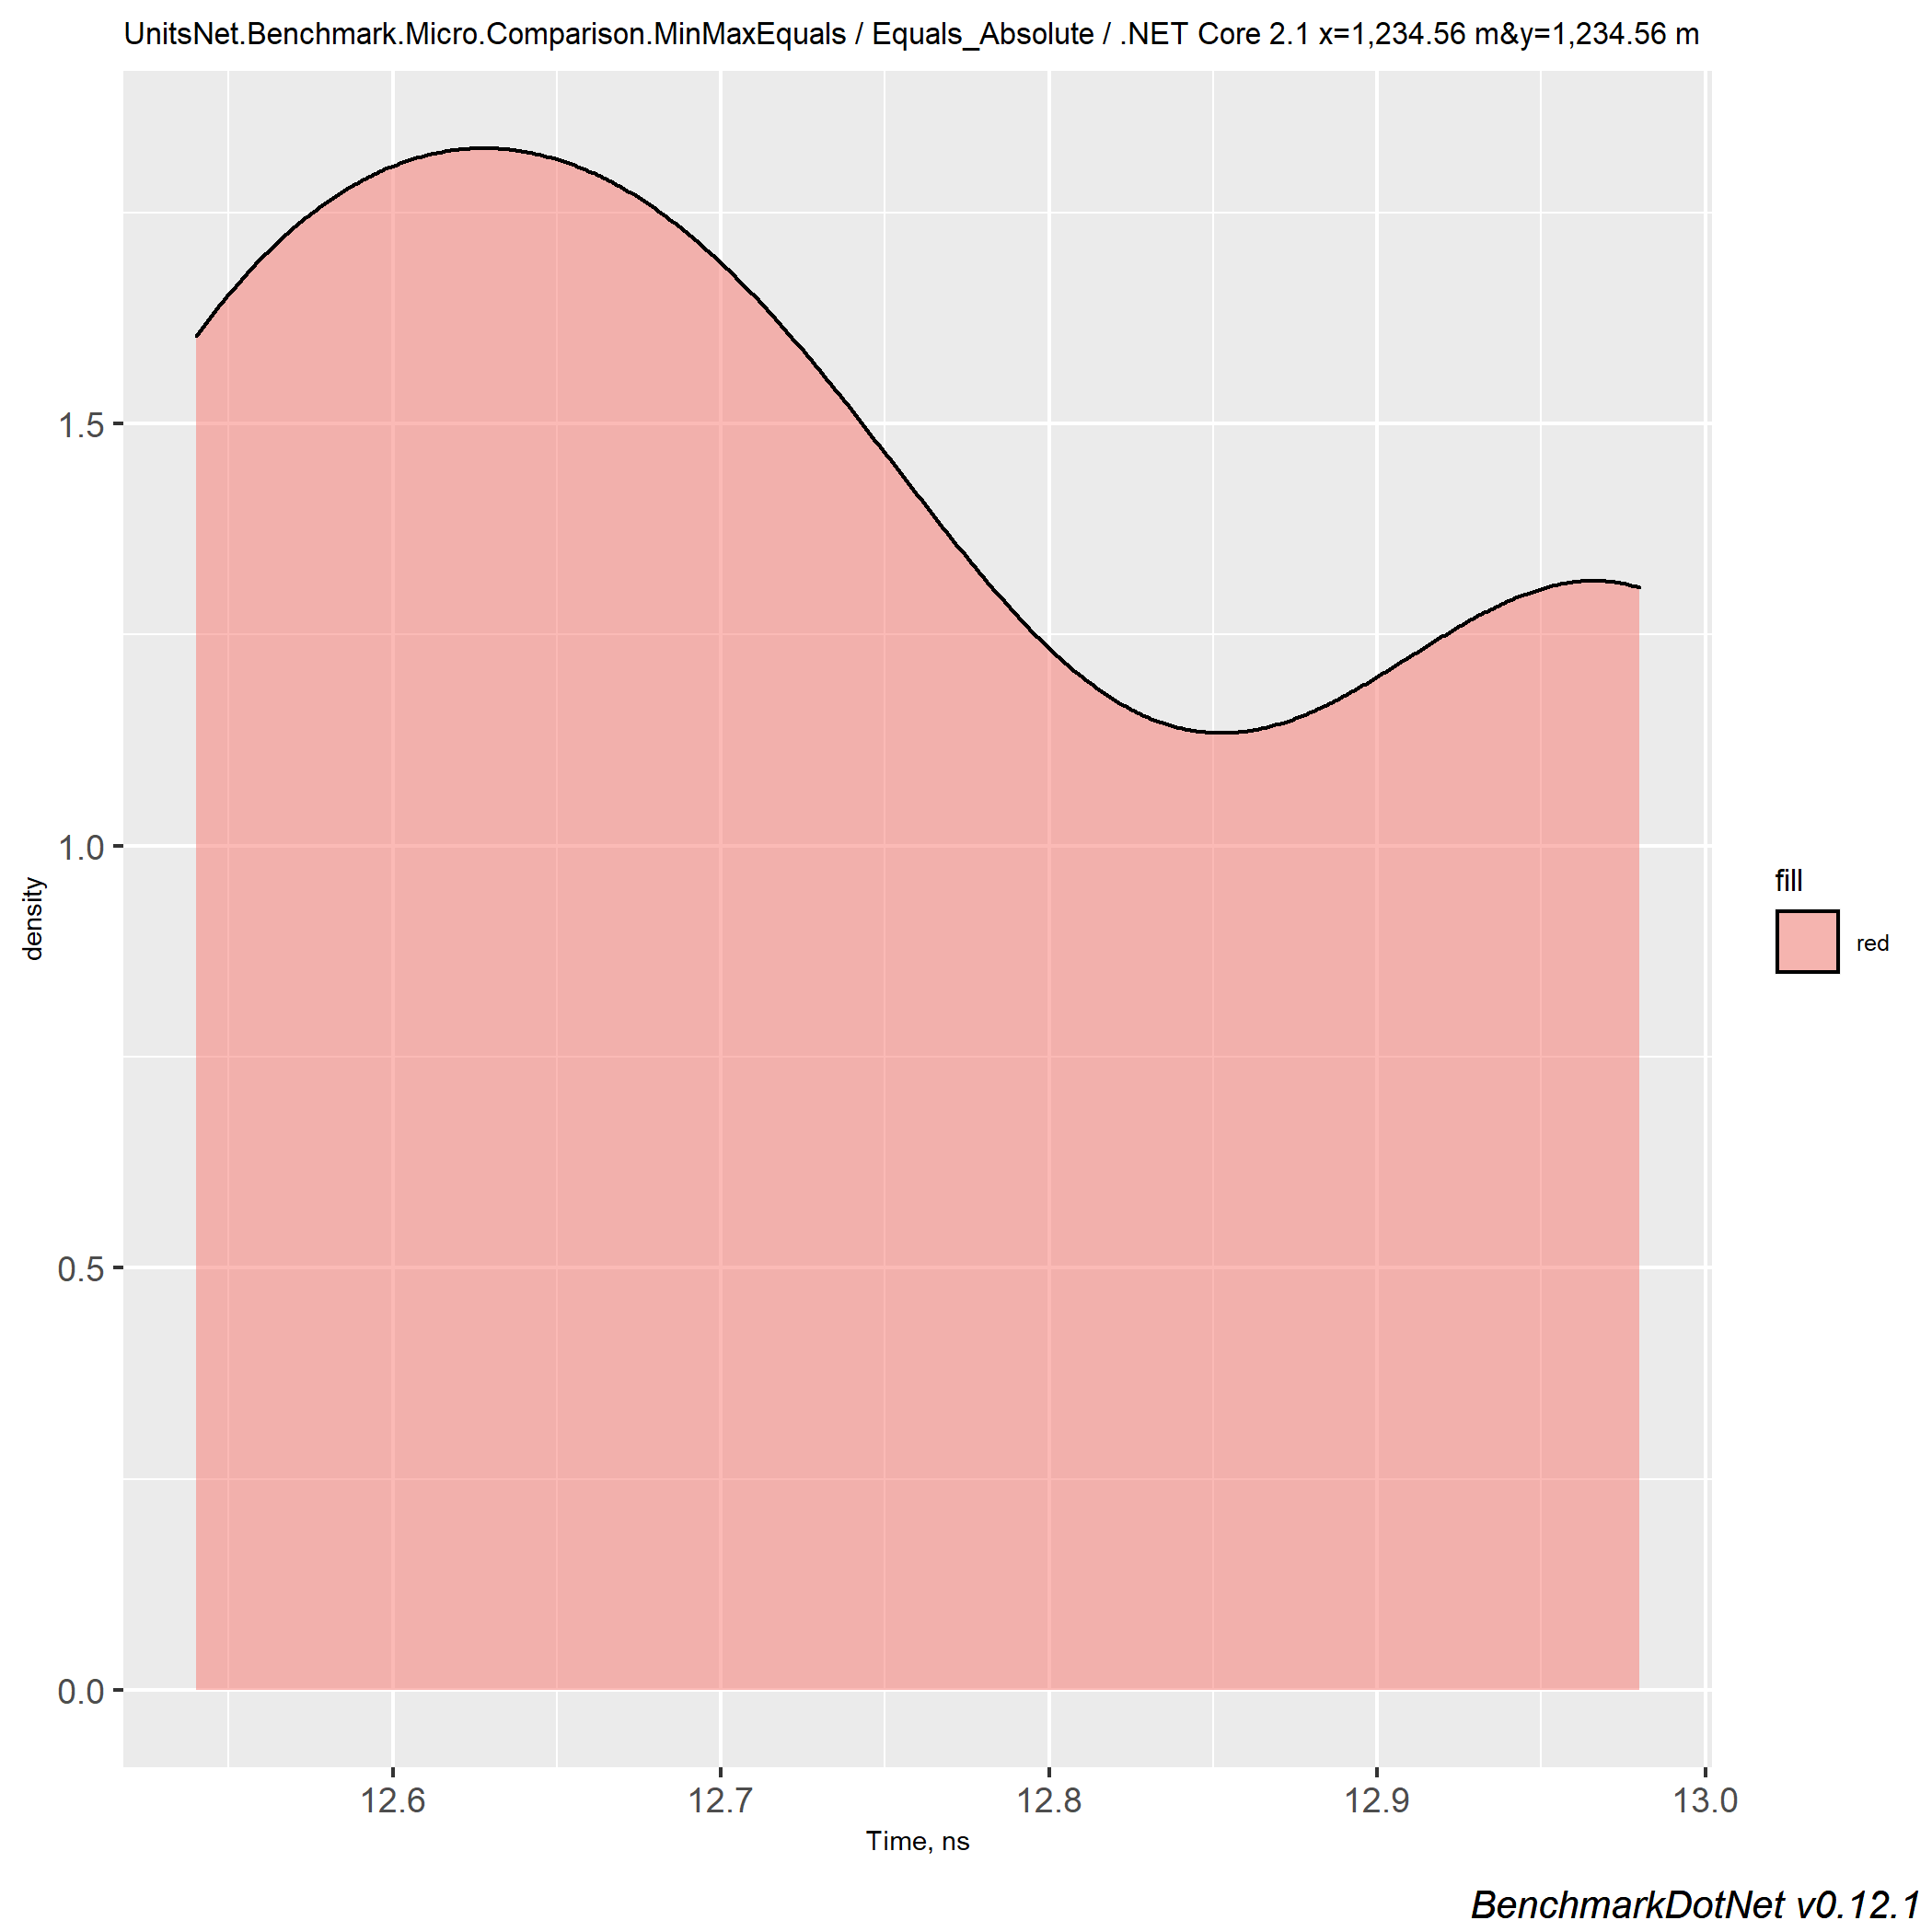 UnitsNet.Benchmark.Micro.Comparison.MinMaxEquals / Equals_Absolute / .NET Core 2.1 x=1,234.56 m&y=1,234.56 m
1.5
1.0
0.5
0.0
density
12.6 12.7 12.8 12.9 13.0
Time, ns
fill
red
BenchmarkDotNet v0.12.1